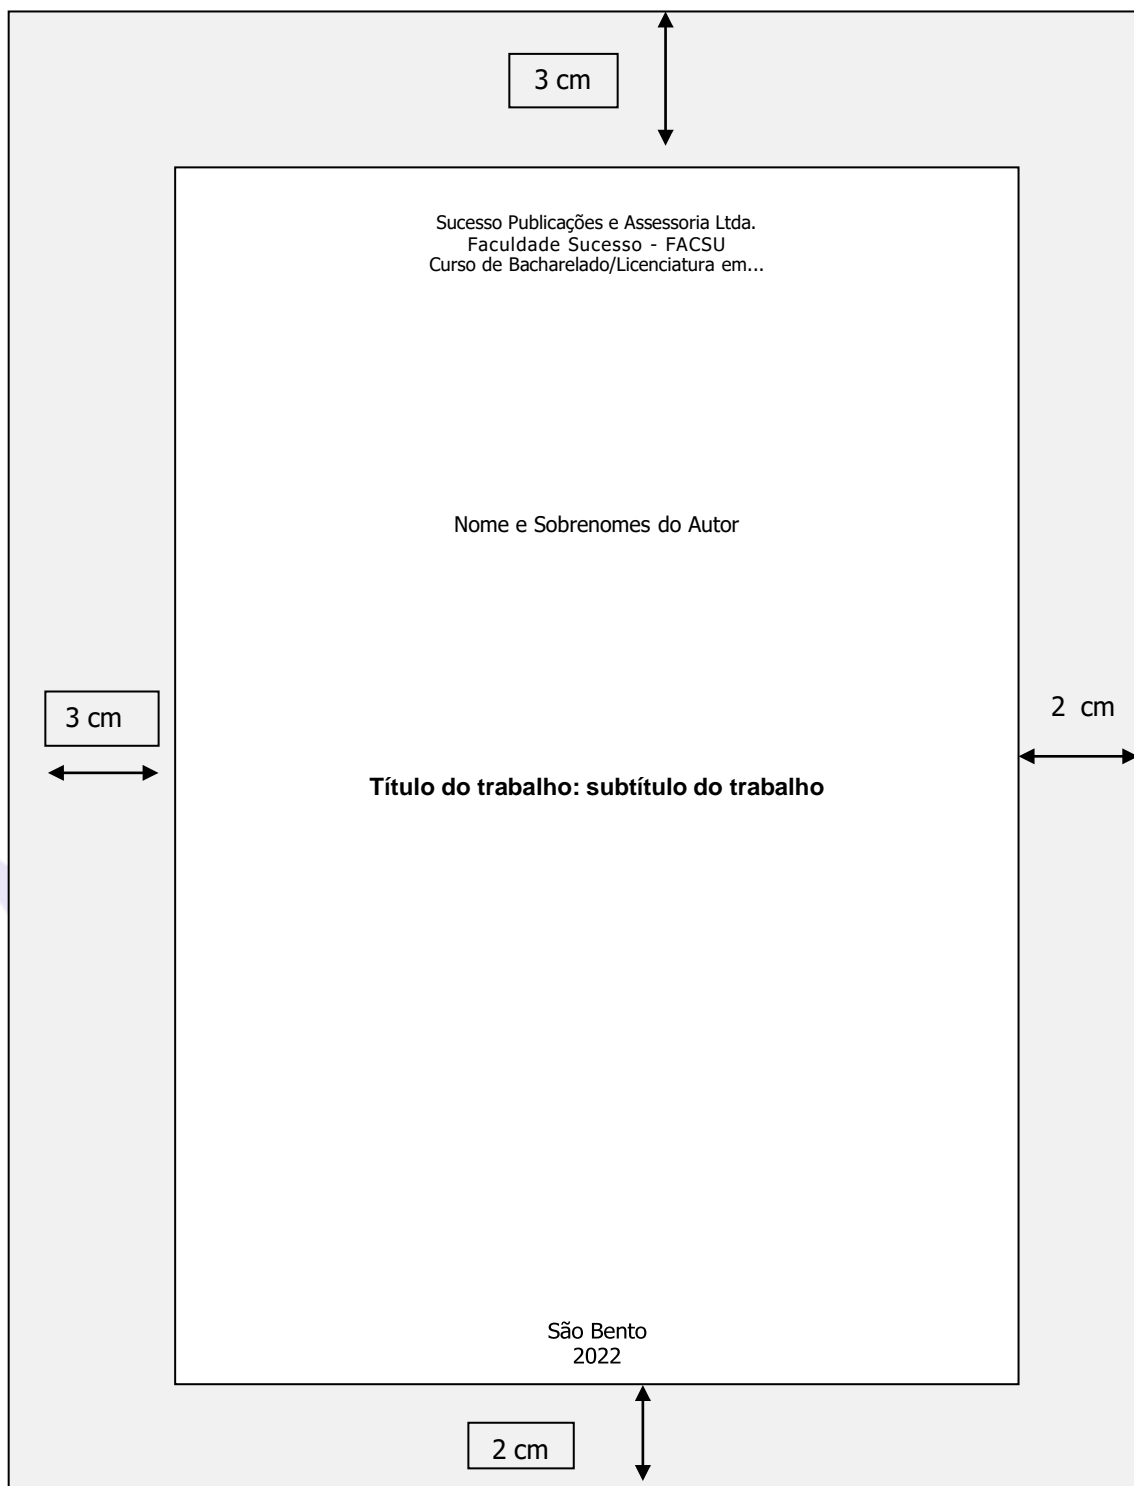 3 cm
Sucesso Publicações e Assessoria Ltda.
Faculdade Sucesso - FACSU
Curso de Bacharelado/Licenciatura em...
Nome e Sobrenomes do Autor
3 cm
2 cm
Título do trabalho: subtítulo do trabalho
São Bento
2022
2 cm